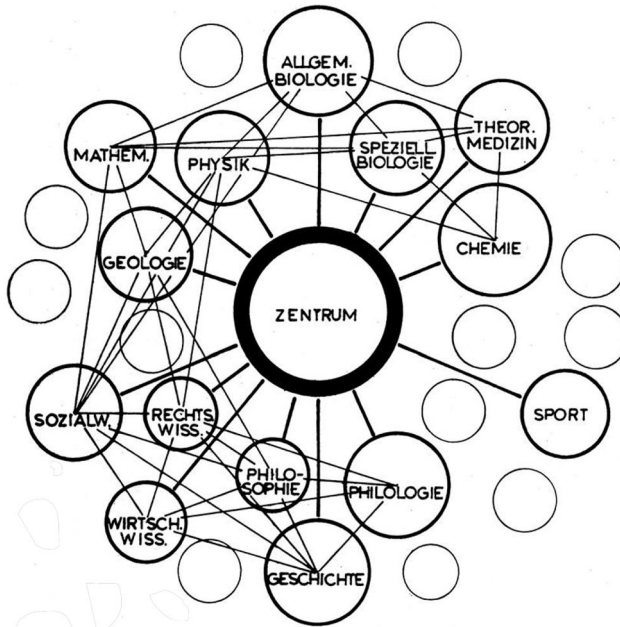 ALLGEM.
BIOLOGIE
MATHEM.
PHYSIK
SPEZIELL.
BIOLOGIE
THEOR.
MEDIZIN
GEOLOGIE
CHEMIE
ZENTRUM
SOZIALW.
RECHTS
WISS.
SPORT
PHILO-
SOPHIE
PHILOLOGIE
WIRTSCH.
WISS.
GESCHICHTE